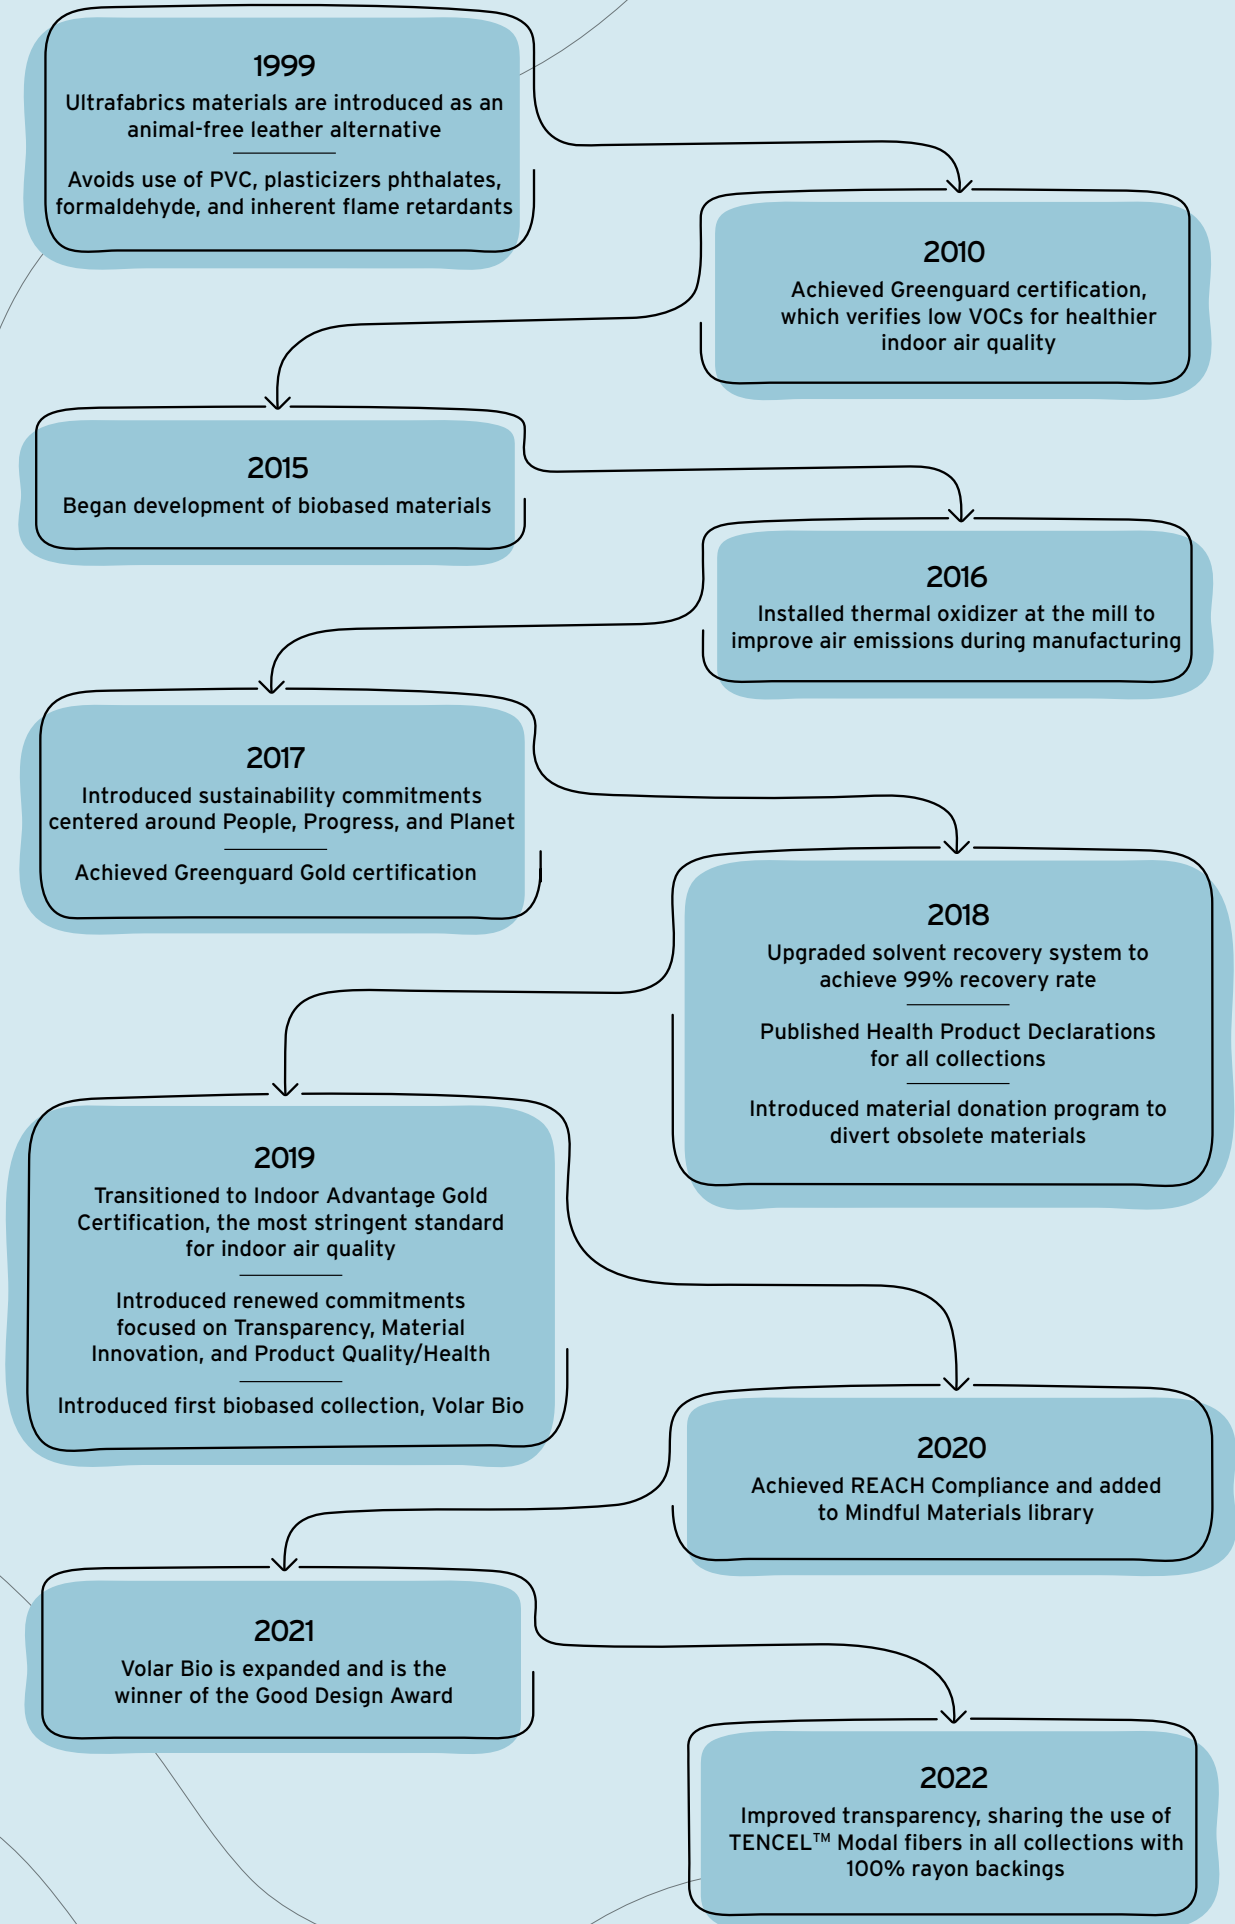 1999
Ultrafabrics materials are introduced as an
animal-free leather alternative
Avoids use of PVC, plasticizers phthalates,
formaldehyde, and inherent flame retardants
2010
Achieved Greenguard certification,
which verifies low VOCs for healthier
indoor air quality
2015
Began development of biobased materials
2016
Installed thermal oxidizer at the mill to
improve air emissions during manufacturing
2017
Introduced sustainability commitments
centered around People, Progress, and Planet
Achieved Greenguard Gold certification
2018
Upgraded solvent recovery system to
achieve 99% recovery rate
Published Health Product Declarations
for all collections
Introduced material donation program to
divert obsolete materials
2019
Transitioned to Indoor Advantage Gold
Certification, the most stringent standard
for indoor air quality
Introduced renewed commitments
focused on Transparency, Material
Innovation, and Product Quality/Health
Introduced first biobased collection, Volar Bio
2020
Achieved REACH Compliance and added
to Mindful Materials library
2021
Volar Bio is expanded and is the
winner of the Good Design Award
2022
Improved transparency, sharing the use of
TENCEL™ Modal fibers in all collections with
100% rayon backings